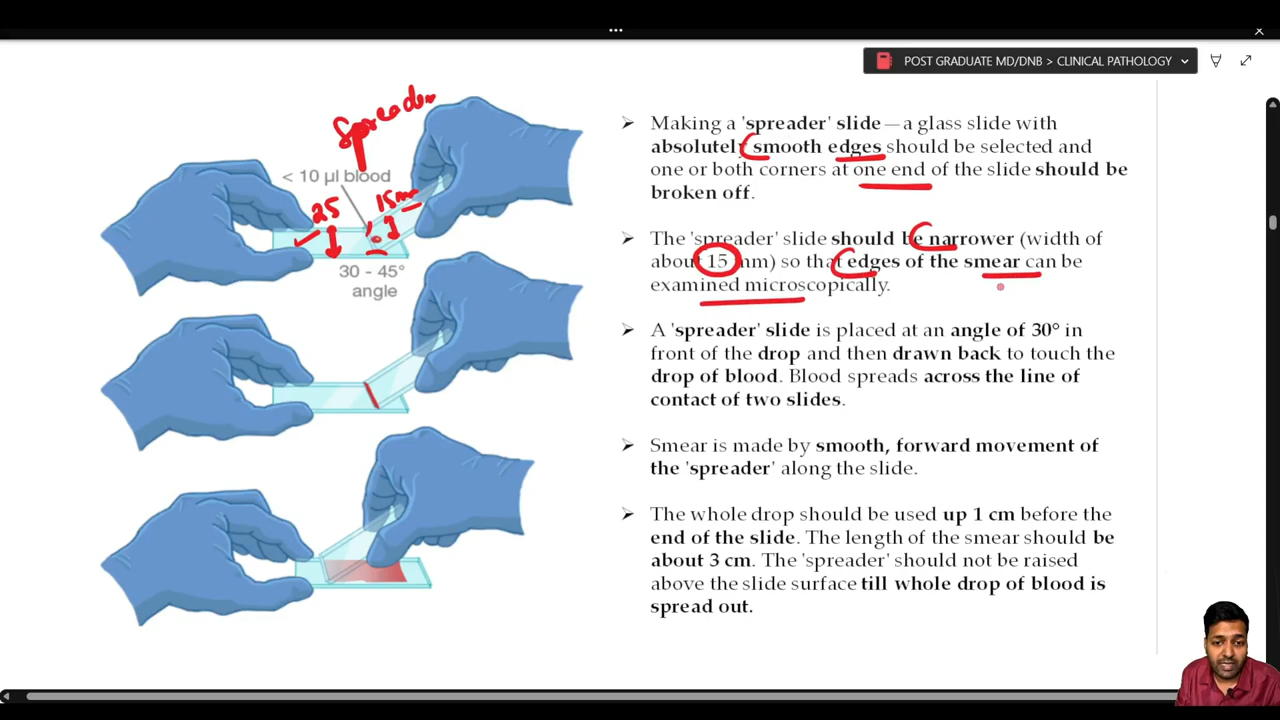 POST GRADUATE MD/DNB > CLINICAL PATHOLOGY
Spreader
< 10 µl blood
25
15mm
30 - 45°
angle
➢ Making a 'spreader' slide—a glass slide with
absolutely smooth edges should be selected and
one or both corners at one end of the slide should be
broken off.
➢ The 'spreader' slide should be narrower (width of
about 15 mm) so that edges of the smear can be
examined microscopically.
➢ A 'spreader' slide is placed at an angle of 30° in
front of the drop and then drawn back to touch the
drop of blood. Blood spreads across the line of
contact of two slides.
➢ Smear is made by smooth, forward movement of
the 'spreader' along the slide.
➢ The whole drop should be used up 1 cm before the
end of the slide. The length of the smear should be
about 3 cm. The 'spreader' should not be raised
above the slide surface till whole drop of blood is
spread out.